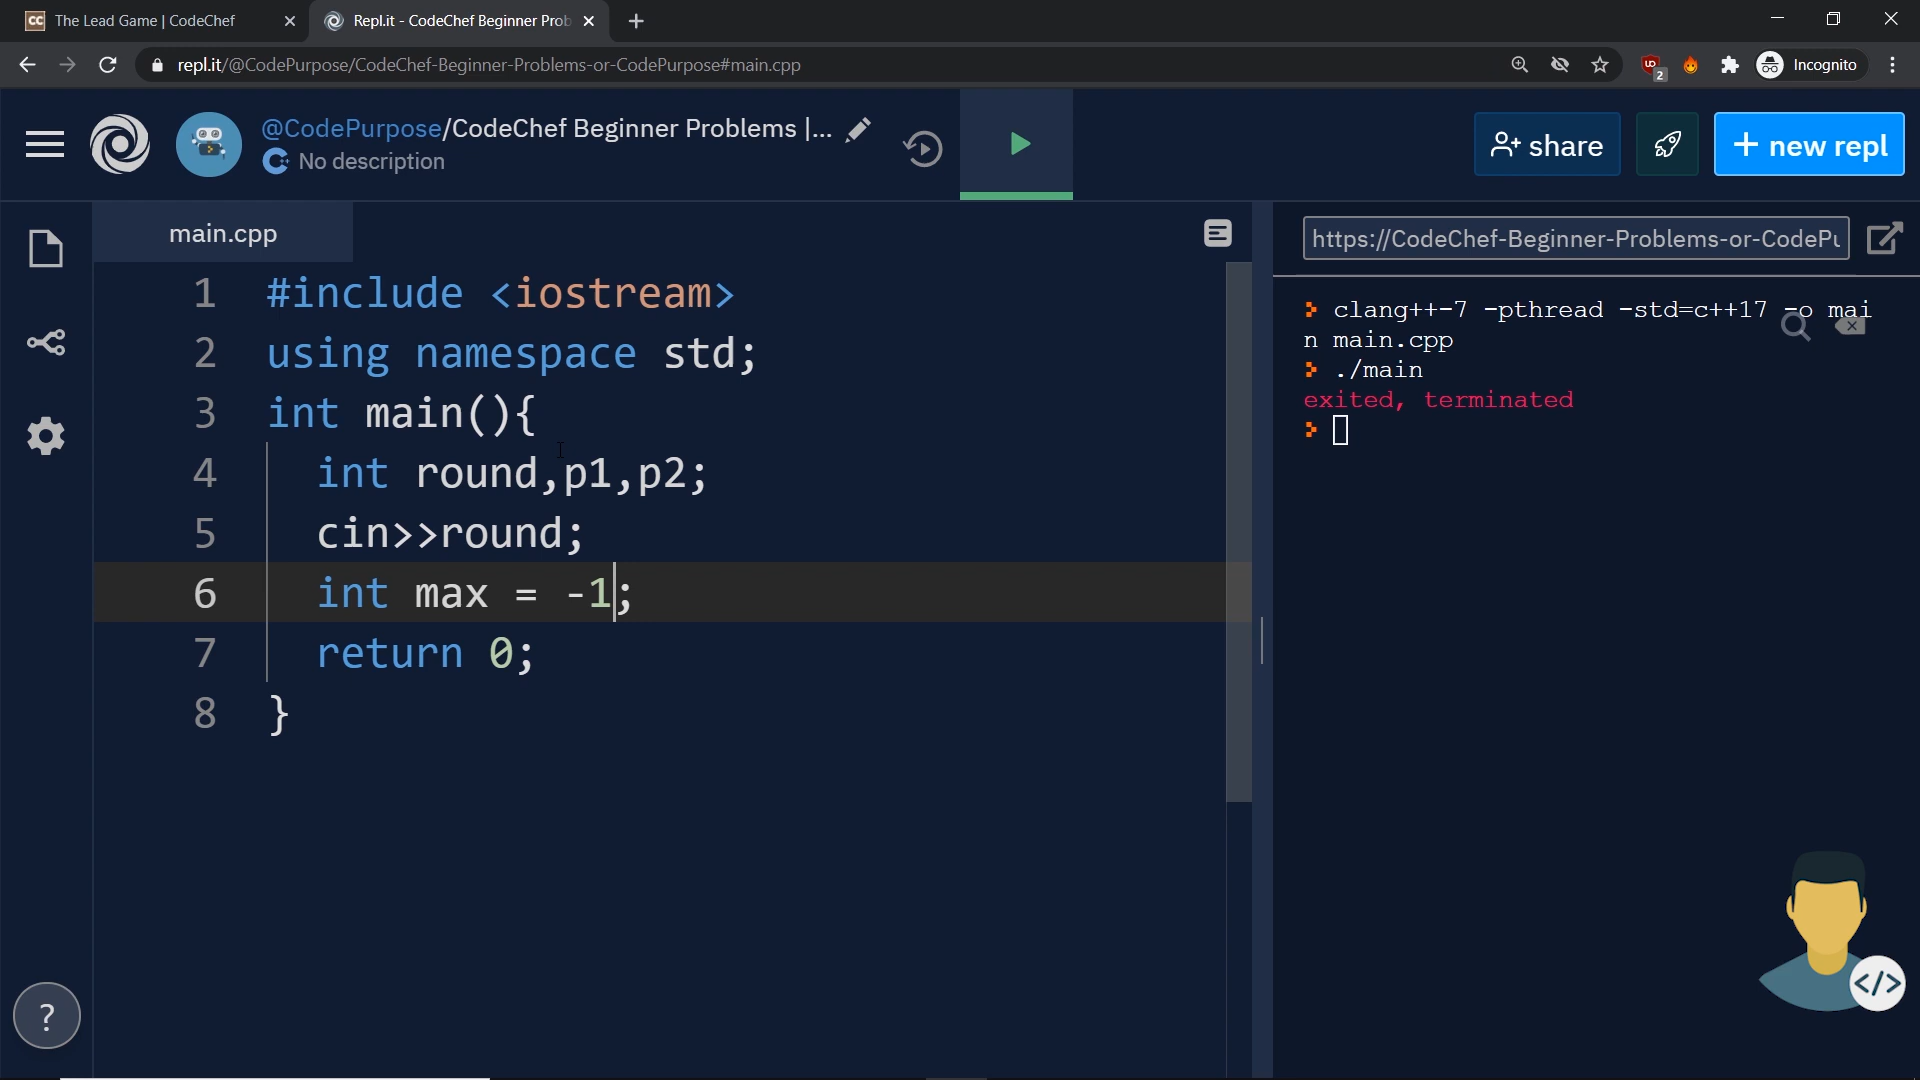 The Lead Game | CodeChef
Repl.it - CodeChef Beginner Prob
repl.it/@CodePurpose/CodeChef-Beginner-Problems-or-CodePurpose#main.cpp
2
Incognito
@CodePurpose/CodeChef Beginner Problems |...
No description
share
+ new repl
main.cpp
https://CodeChef-Beginner-Problems-or-CodePu
1 #include <iostream>
2 using namespace std;
3 int main(){
4 int round,p1,p2;
5 cin>>round;
6 int max = -1;
7 return 0;
8 }
clang++-7 -pthread -std=c++17 -o mai
n main.cpp
./main
exited, terminated
</>
?